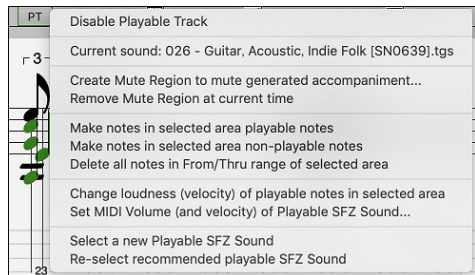 PT
Disable Playable Track
Current sound: 026 - Guitar, Acoustic, Indie Folk [SN0639].tgs
3
Create Mute Region to mute generated accompaniment...
Remove Mute Region at current time
Make notes in selected area playable notes
Make notes in selected area non-playable notes
Delete all notes in From/Thru range of selected area
Change loudness (velocity) of playable notes in selected area
Set MIDI Volume (and velocity) of Playable SFZ Sound...
Select a new Playable SFZ Sound
Re-select recommended playable SFZ Sound
23